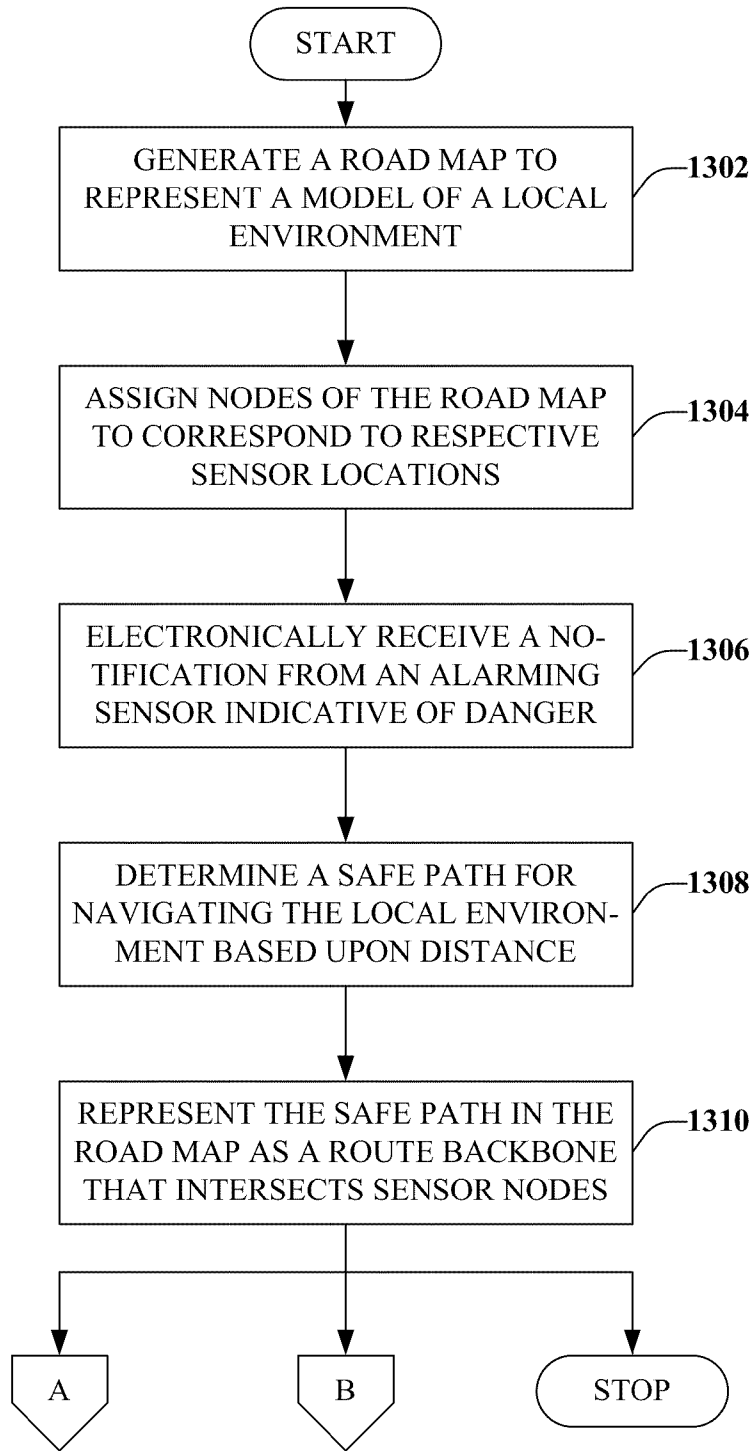 START
GENERATE A ROAD MAP TO
REPRESENT A MODEL OF A LOCAL
ENVIRONMENT
1302
ASSIGN NODES OF THE ROAD MAP
TO CORRESPOND TO RESPECTIVE
SENSOR LOCATIONS
1304
ELECTRONICALLY RECEIVE A NO-
TIFICATION FROM AN ALARMING
SENSOR INDICATIVE OF DANGER
1306
DETERMINE A SAFE PATH FOR
NAVIGATING THE LOCAL ENVIRON-
MENT BASED UPON DISTANCE
1308
REPRESENT THE SAFE PATH IN THE
ROAD MAP AS A ROUTE BACKBONE
THAT INTERSECTS SENSOR NODES
1310
A
B
STOP